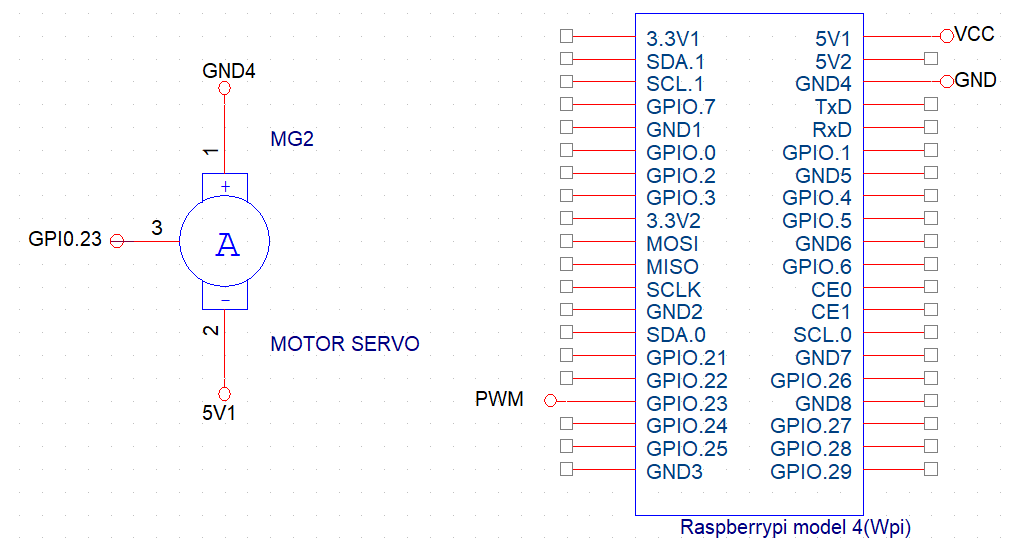 GND4
1
MG2
+
GPI0.23
3
A
-
2
MOTOR SERVO
5V1
3.3V1
5V1
VCC
SDA.1
5V2
SCL.1
GND4
GND
GPIO.7
TxD
GND1
RxD
GPIO.0
GPIO.1
GPIO.2
GND5
GPIO.3
GPIO.4
3.3V2
GPIO.5
MOSI
GND6
MISO
GPIO.6
SCLK
CE0
GND2
CE1
SDA.0
SCL.0
GPIO.21
GND7
GPIO.22
GPIO.26
PWM
GPIO.23
GND8
GPIO.24
GPIO.27
GPIO.25
GPIO.28
GND3
GPIO.29
Raspberrypi model 4(Wpi)